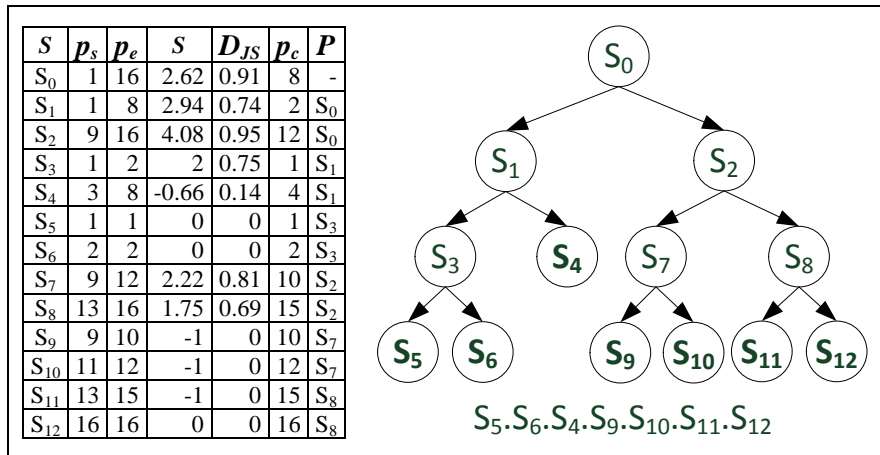 S pₛ pₑ S D_JS p_c P
S₀ 1 16 2.62 0.91 8 -
S₁ 1 8 2.94 0.74 2 S₀
S₂ 9 16 4.08 0.95 12 S₀
S₃ 1 2 2 0.75 1 S₁
S₄ 3 8 -0.66 0.14 4 S₁
S₅ 1 1 0 0 1 S₃
S₆ 2 2 0 0 2 S₃
S₇ 9 12 2.22 0.81 10 S₂
S₈ 13 16 1.75 0.69 15 S₂
S₉ 9 10 -1 0 10 S₇
S₁₀ 11 12 -1 0 12 S₇
S₁₁ 13 15 -1 0 15 S₈
S₁₂ 16 16 0 0 16 S₈
S₀
S₁ S₂
S₃ S₄ S₇ S₈
S₅ S₆ S₉ S₁₀ S₁₁ S₁₂
S₅.S₆.S₄.S₉.S₁₀.S₁₁.S₁₂